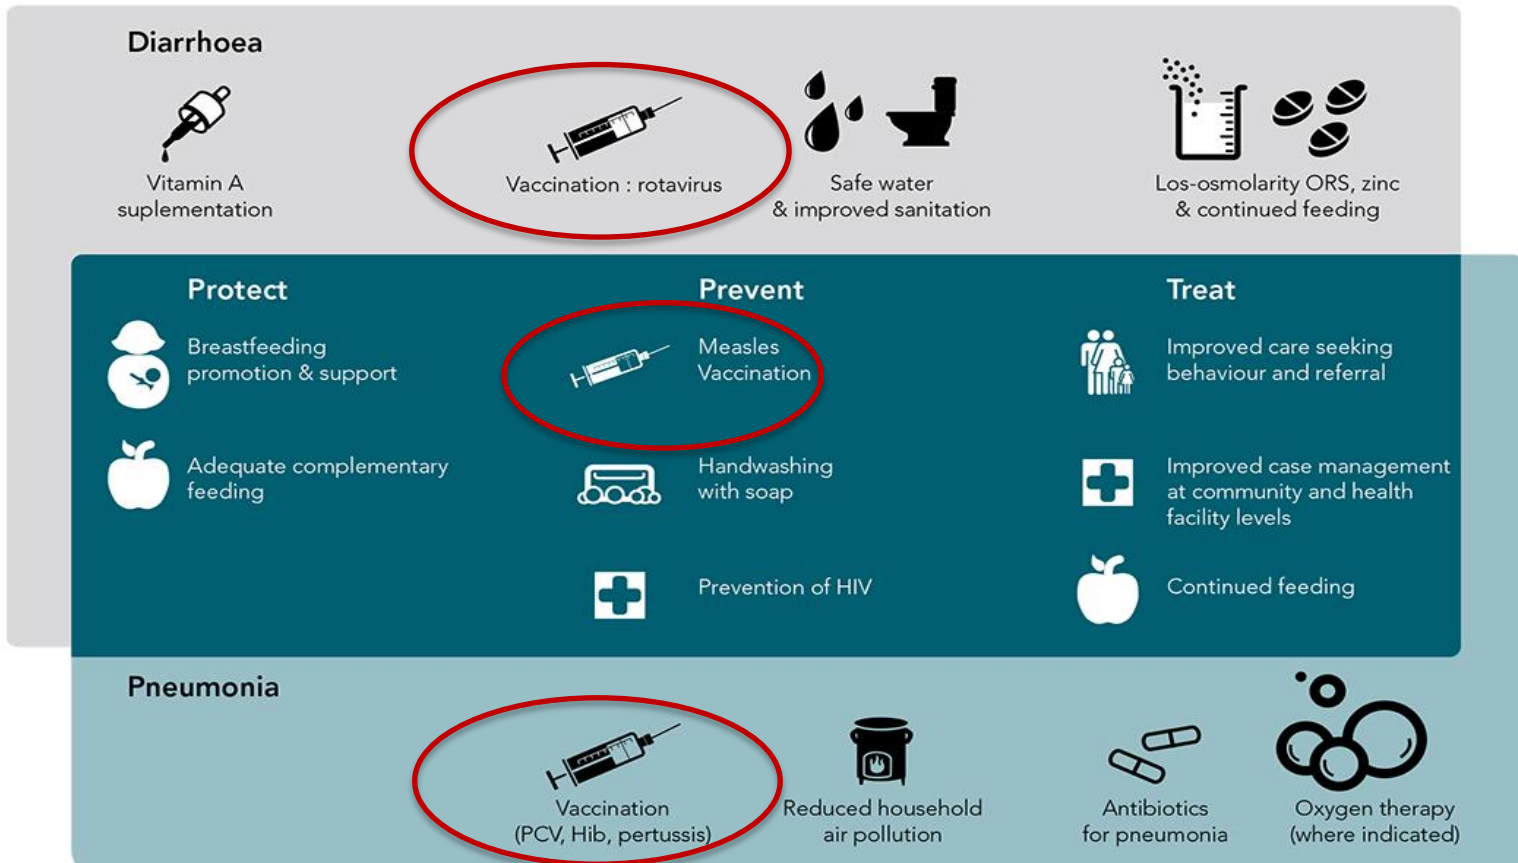 Diarrhoea
Vitamin A
suplementation
Vaccination : rotavirus
Safe water
& improved sanitation
Los-osmolarity ORS, zinc
& continued feeding
Protect
Breastfeeding
promotion & support
Adequate complementary
feeding
Prevent
Measles
Vaccination
Handwashing
with soap
Prevention of HIV
Treat
Improved care seeking
behaviour and referral
Improved case management
at community and health
facility levels
Continued feeding
Pneumonia
Vaccination
(PCV, Hib, pertussis)
Reduced household
air pollution
Antibiotics
for pneumonia
Oxygen therapy
(where indicated)